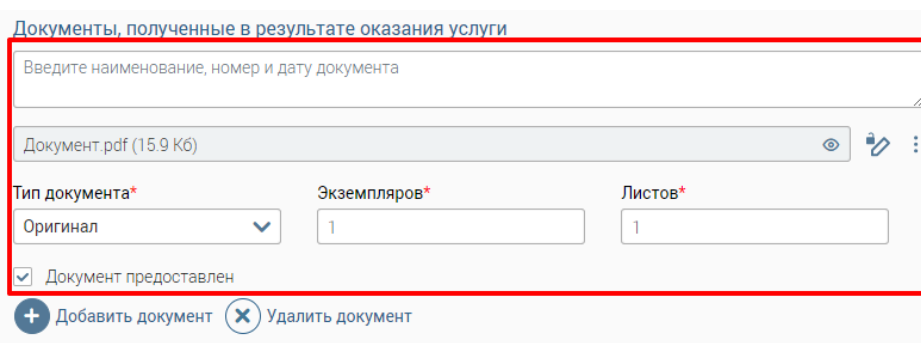 Документы, полученные в результате оказания услуги
Введите наименование, номер и дату документа
Документ.pdf (15.9 Кб)
Тип документа* Экземпляров* Листов*
Оригинал 1 1
Документ предоставлен
Добавить документ Удалить документ